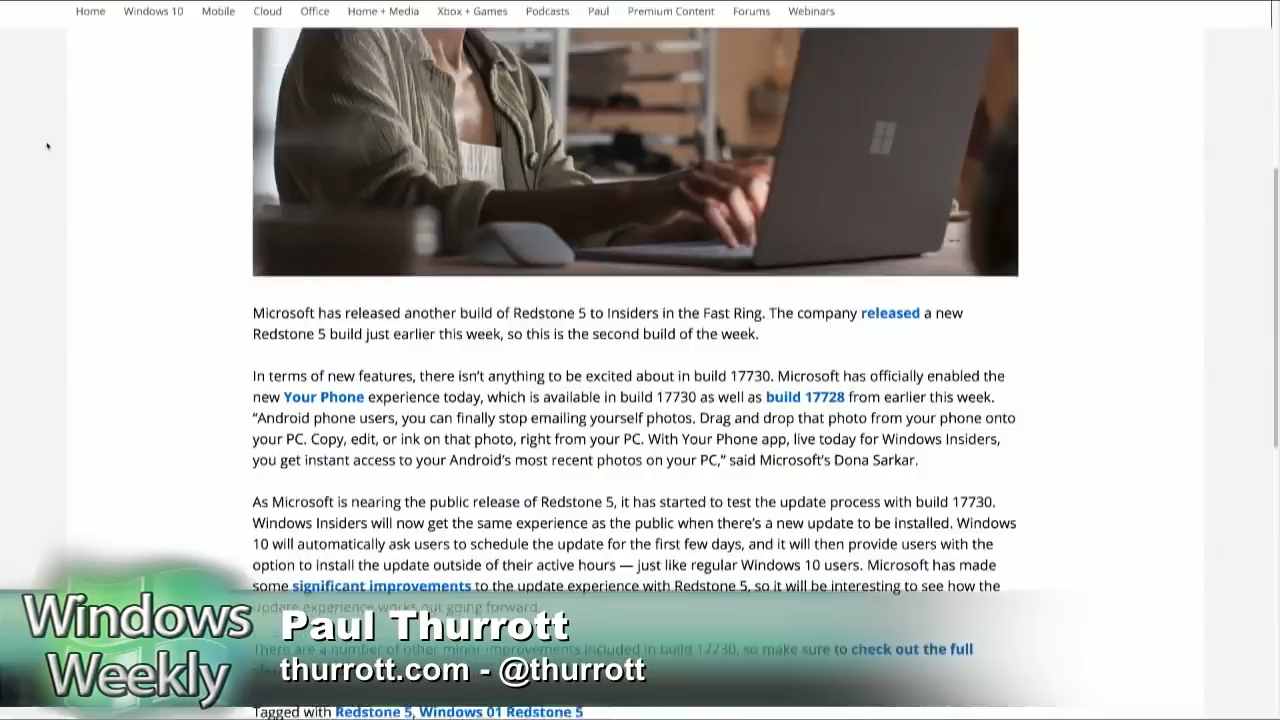 Home Windows 10 Mobile Cloud Office Home + Media Xbox + Games Podcasts Paul Premium Content Forums Webinars
Microsoft has released another build of Redstone 5 to Insiders in the Fast Ring. The company released a new
Redstone 5 build just earlier this week, so this is the second build of the week.
In terms of new features, there isn’t anything to be excited about in build 17730. Microsoft has officially enabled the
new Your Phone experience today, which is available in build 17730 as well as build 17728 from earlier this week.
“Android phone users, you can finally stop emailing yourself photos. Drag and drop that photo from your phone onto
your PC. Copy, edit, or ink on that photo, right from your PC. With Your Phone app, live today for Windows Insiders,
you get instant access to your Android’s most recent photos on your PC,” said Microsoft’s Dona Sarkar.
As Microsoft is nearing the public release of Redstone 5, it has started to test the update process with build 17730.
Windows Insiders will now get the same experience as the public when there’s a new update to be installed. Windows
10 will automatically ask users to schedule the update for the first few days, and it will then provide users with the
option to install the update outside of their active hours — just like regular Windows 10 users. Microsoft has made
some significant improvements to the update experience with Redstone 5, so it will be interesting to see how the
update experience works out going forward.
There are a number of other minor improvements included in build 17730, so make sure to check out the full
Windows
Weekly
Paul Thurrott
thurrott.com - @thurrott
Tagged with Redstone 5, Windows 01 Redstone 5